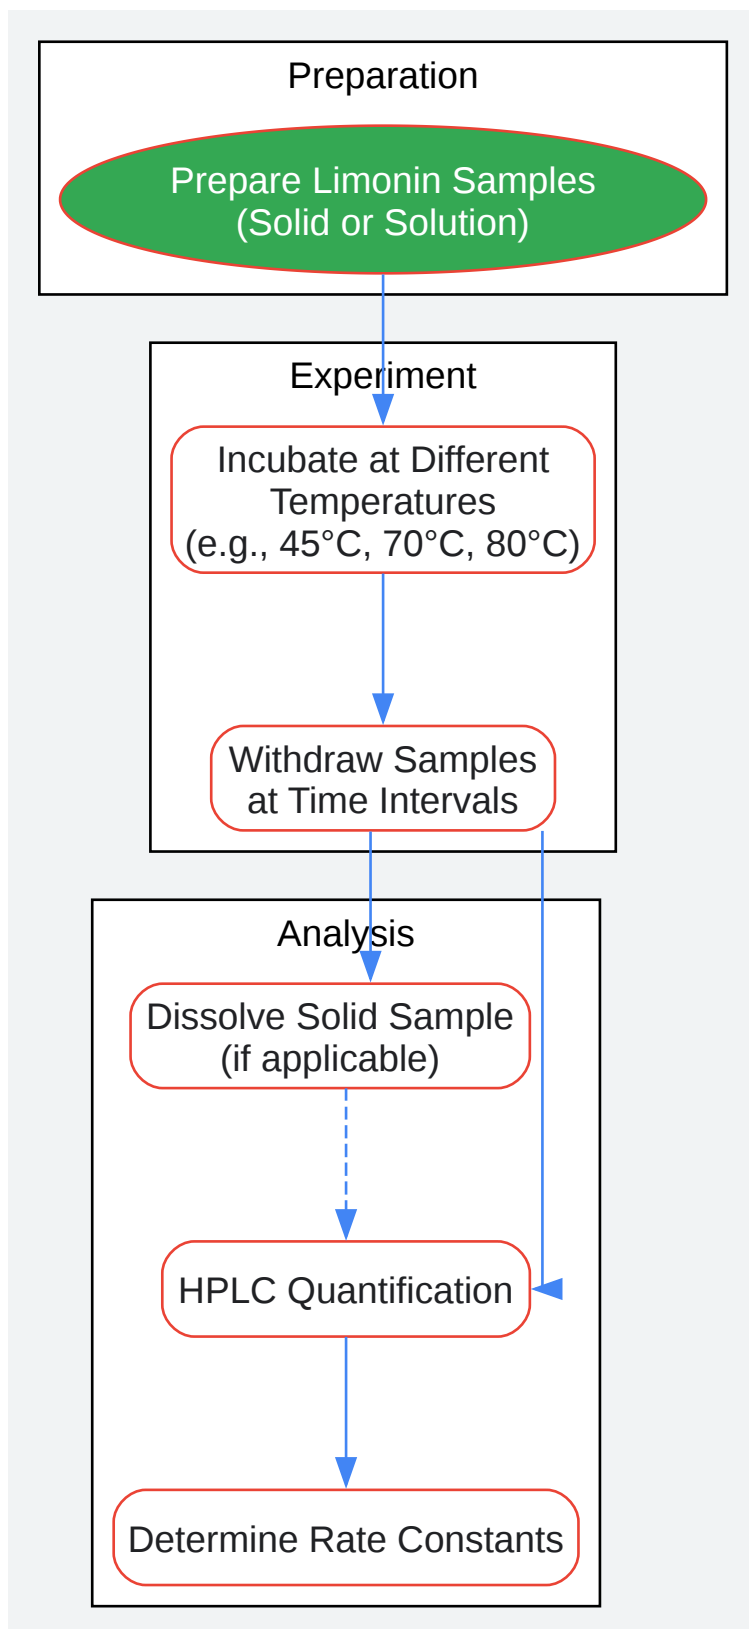 Preparation
Prepare Limonin Samples
(Solid or Solution)
Experiment
Incubate at Different
Temperatures
(e.g., 45°C, 70°C, 80°C)
Withdraw Samples
at Time Intervals
Analysis
Dissolve Solid Sample
(if applicable)
HPLC Quantification
Determine Rate Constants